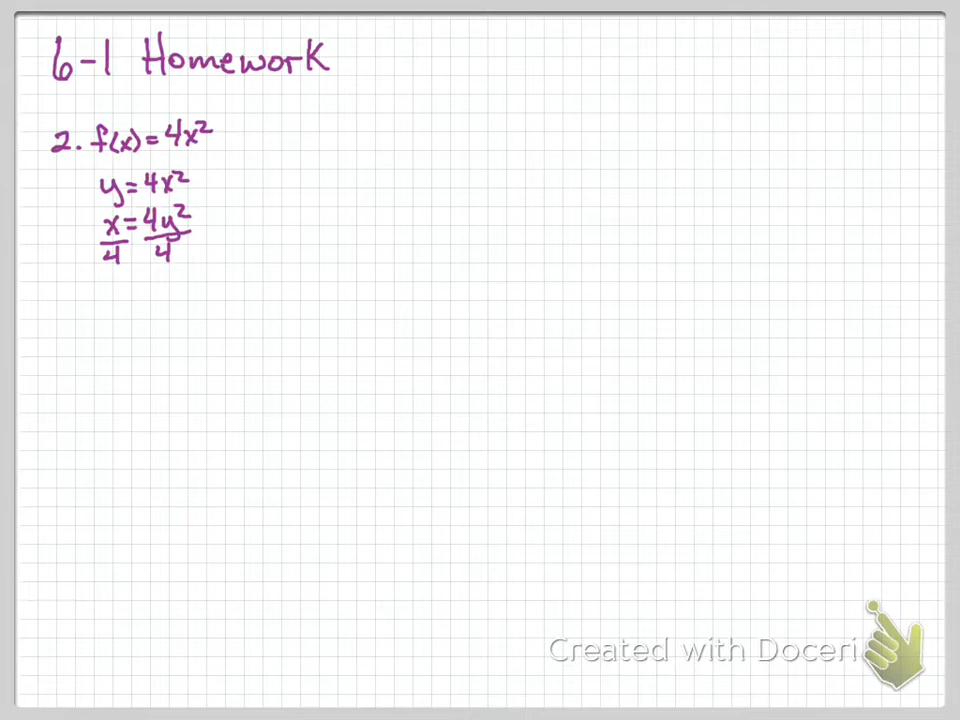 6-1 Homework
2. f(x) = 4x²
y = 4x²
x = 4y²
4 4
Created with Doceri